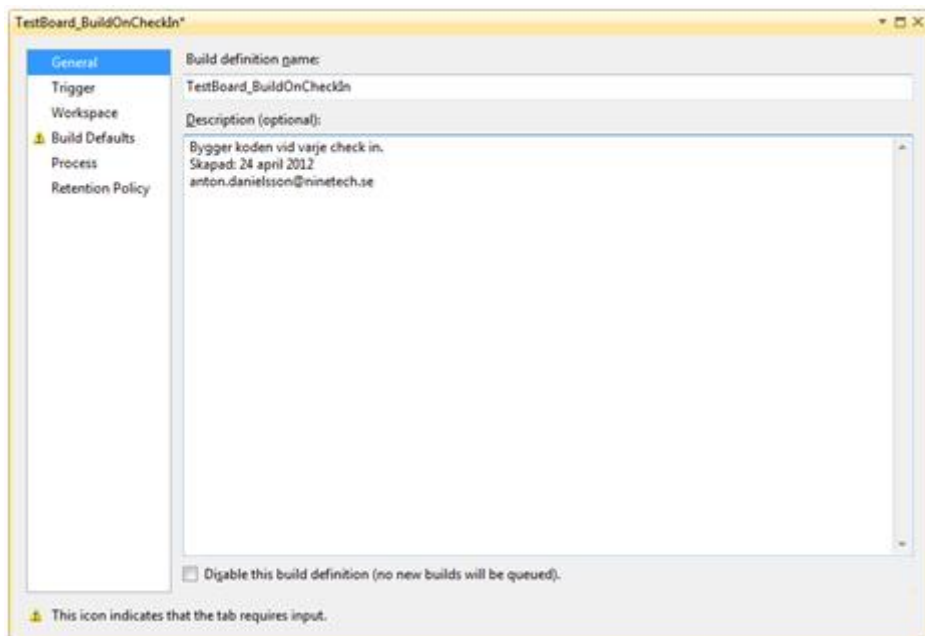 TestBoard_BuildOnCheckIn*
General
Trigger
Workspace
Build Defaults
Process
Retention Policy
Build definition name:
TestBoard_BuildOnCheckIn
Description (optional):
Bygger koden vid varje check in.
Skapad: 24 april 2012
anton.danielsson@ninetech.se
Disable this build definition (no new builds will be queued).
This icon indicates that the tab requires input.